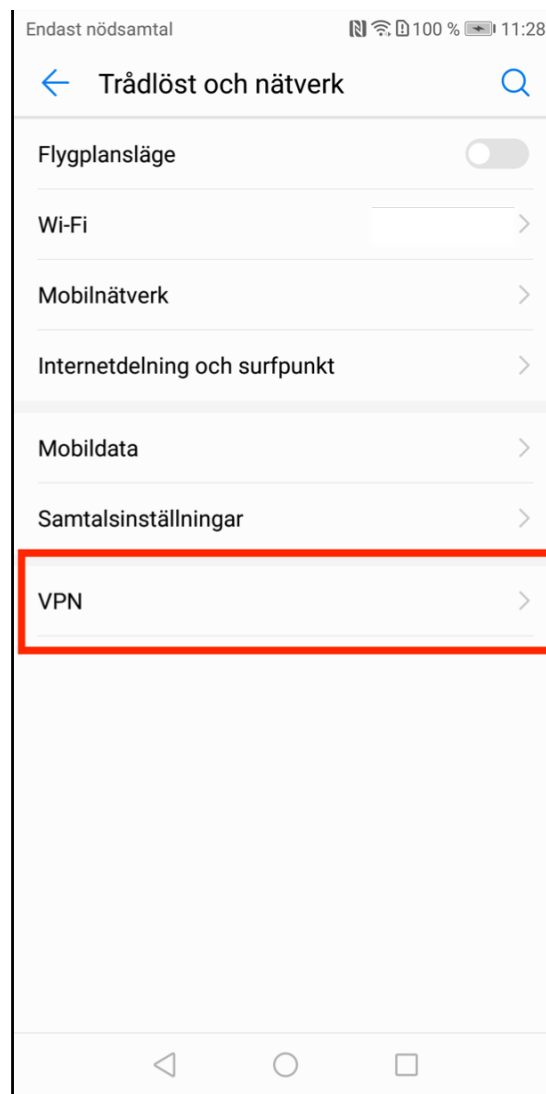 Endast nödsamtal 100 % 11:28
Trådlöst och nätverk
Flygplansläge
Wi-Fi
Mobilnätverk
Internetdelning och surfpunkt
Mobildata
Samtalsinställningar
VPN